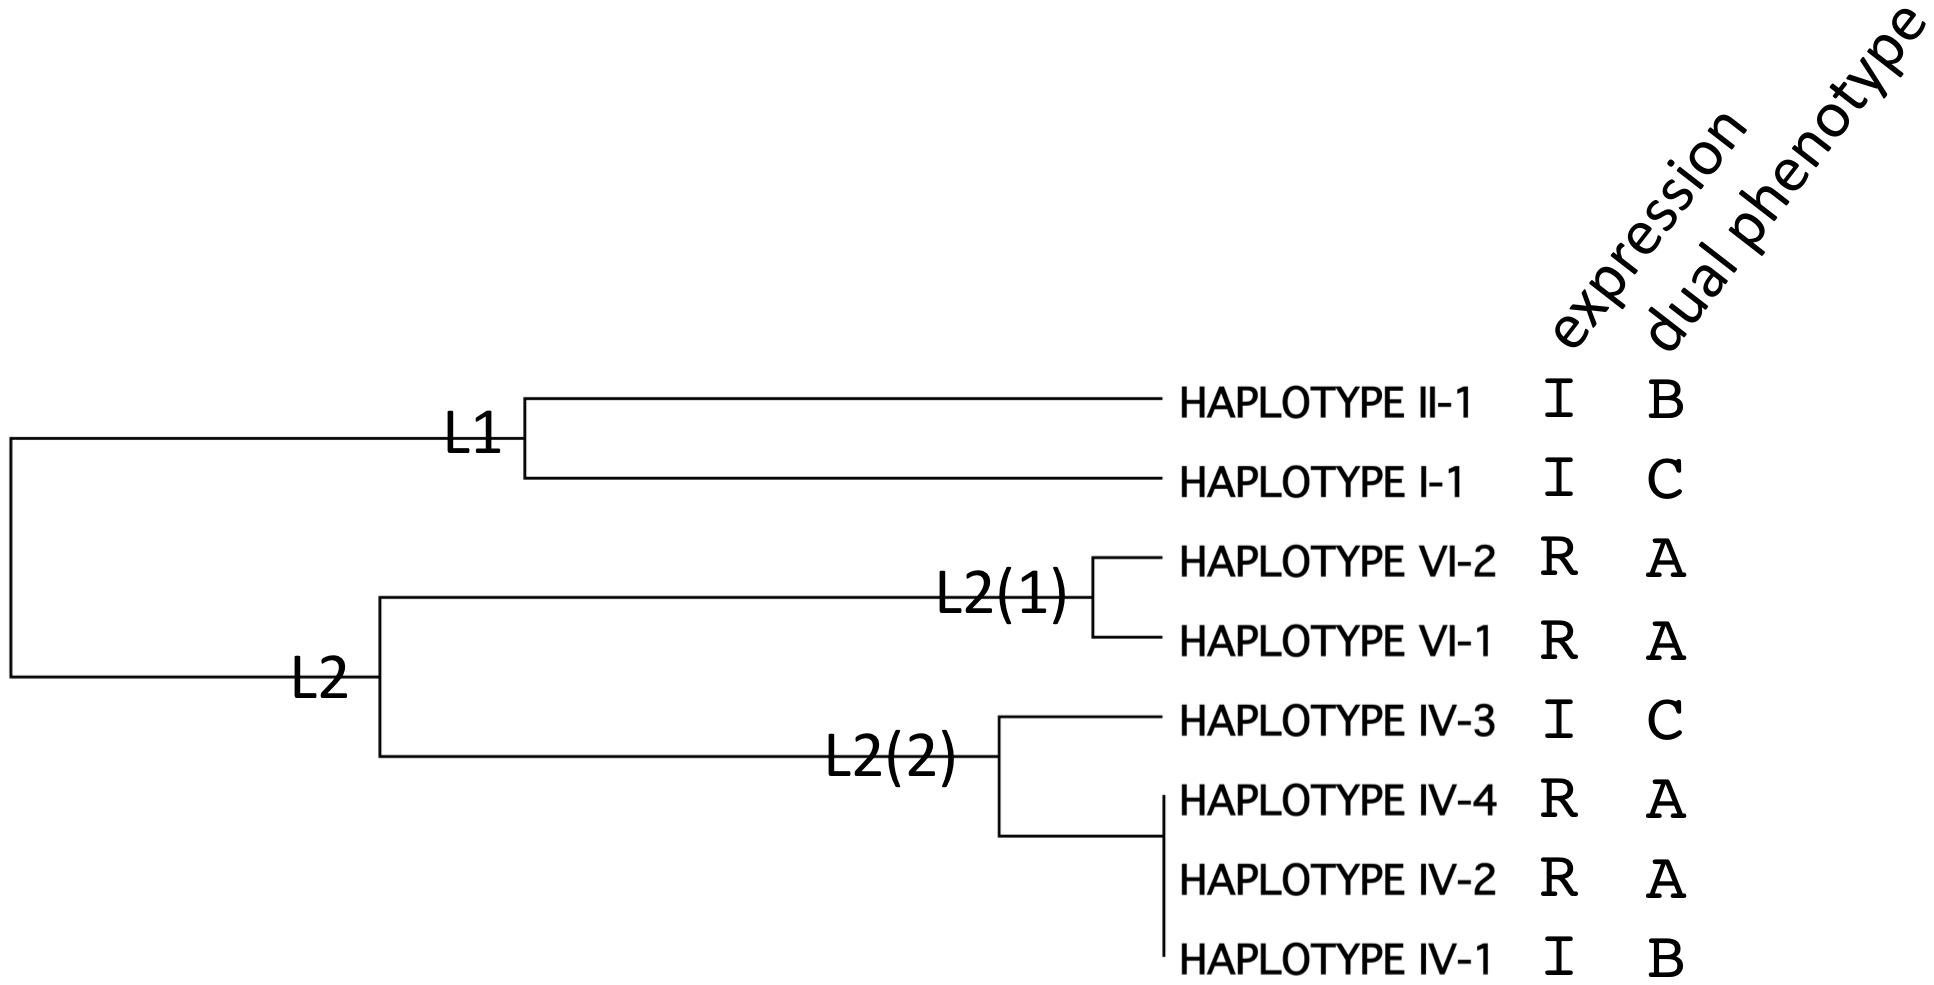 expression
dual phenotype
L1
HAPLOTYPE II-1 I B
HAPLOTYPE I-1 I C
HAPLOTYPE VI-2 R A
L2(1)
HAPLOTYPE VI-1 R A
L2
HAPLOTYPE IV-3 I C
L2(2)
HAPLOTYPE IV-4 R A
HAPLOTYPE IV-2 R A
HAPLOTYPE IV-1 I B